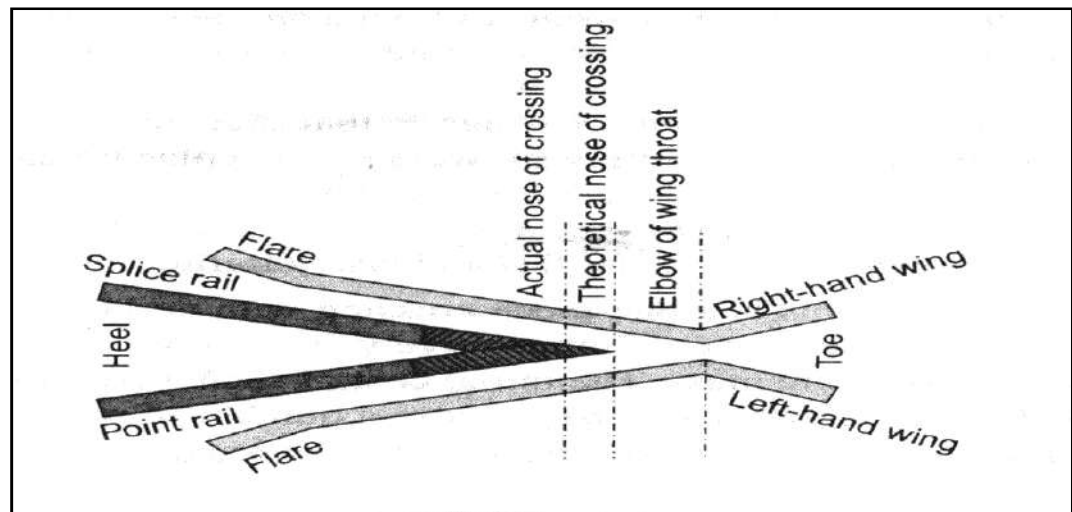 Actual nose of crossing
Theoretical nose of crossing
Elbow of wing throat
Flare
Splice rail
Right-hand wing
Heel
Toe
Point rail
Left-hand wing
Flare